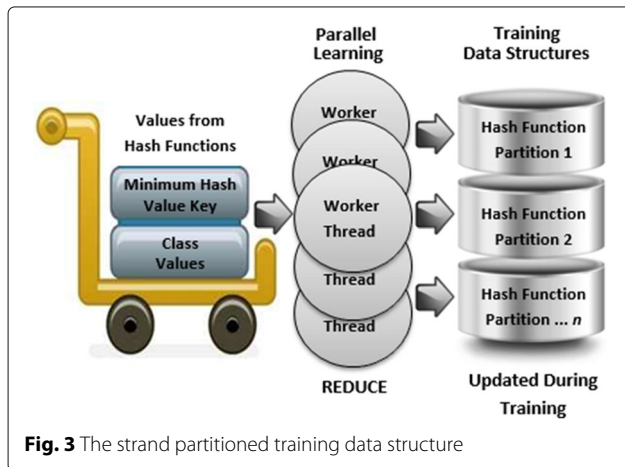 Parallel
Learning
Training
Data Structures
Values from
Hash Functions
Minimum Hash
Value Key
Class
Values
Worker
Worker
Worker
Thread
Thread
Thread
REDUCE
Hash Function
Partition 1
Hash Function
Partition 2
Hash Function
Partition ... n
Updated During
Training
Fig. 3 The strand partitioned training data structure